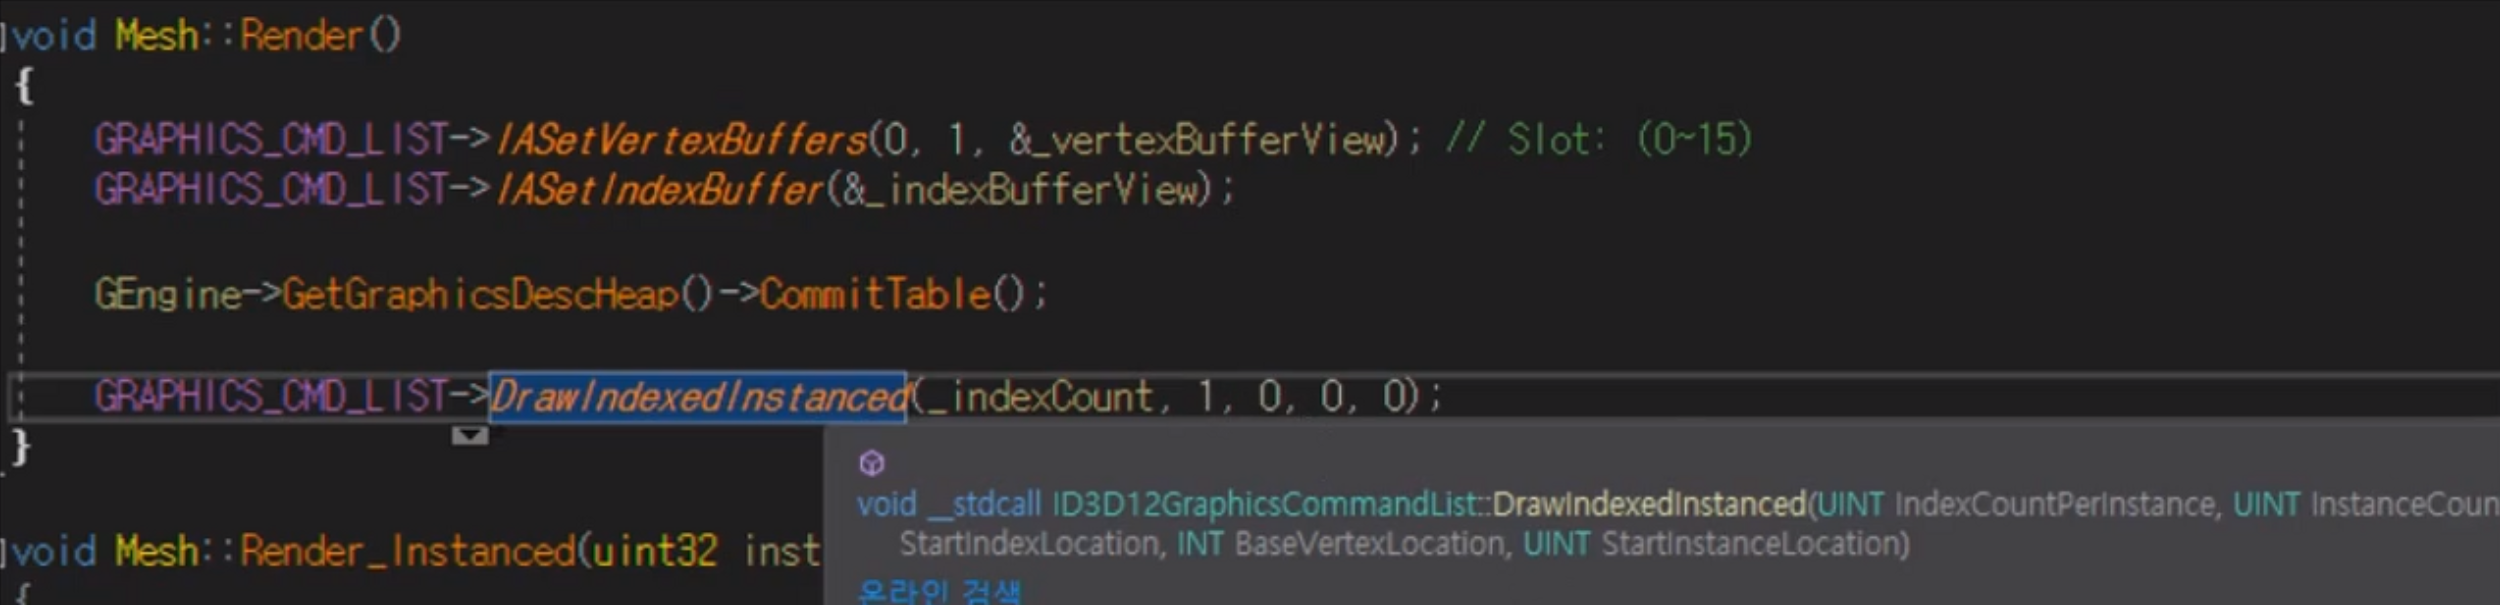 void Mesh::Render()
{
GRAPHICS_CMD_LIST->IASetVertexBuffers(0, 1, &_vertexBufferView); // Slot: (0~15)
GRAPHICS_CMD_LIST->IASetIndexBuffer(&_indexBufferView);
GEngine->GetGraphicsDescHeap()->CommitTable();
GRAPHICS_CMD_LIST->DrawIndexedInstanced(_indexCount, 1, 0, 0, 0);
}
void __stdcall ID3D12GraphicsCommandList::DrawIndexedInstanced(UINT IndexCountPerInstance, UINT InstanceCoun
StartIndexLocation, INT BaseVertexLocation, UINT StartInstanceLocation)
온라인 검색
void Mesh::Render_Instanced(uint32 inst
{